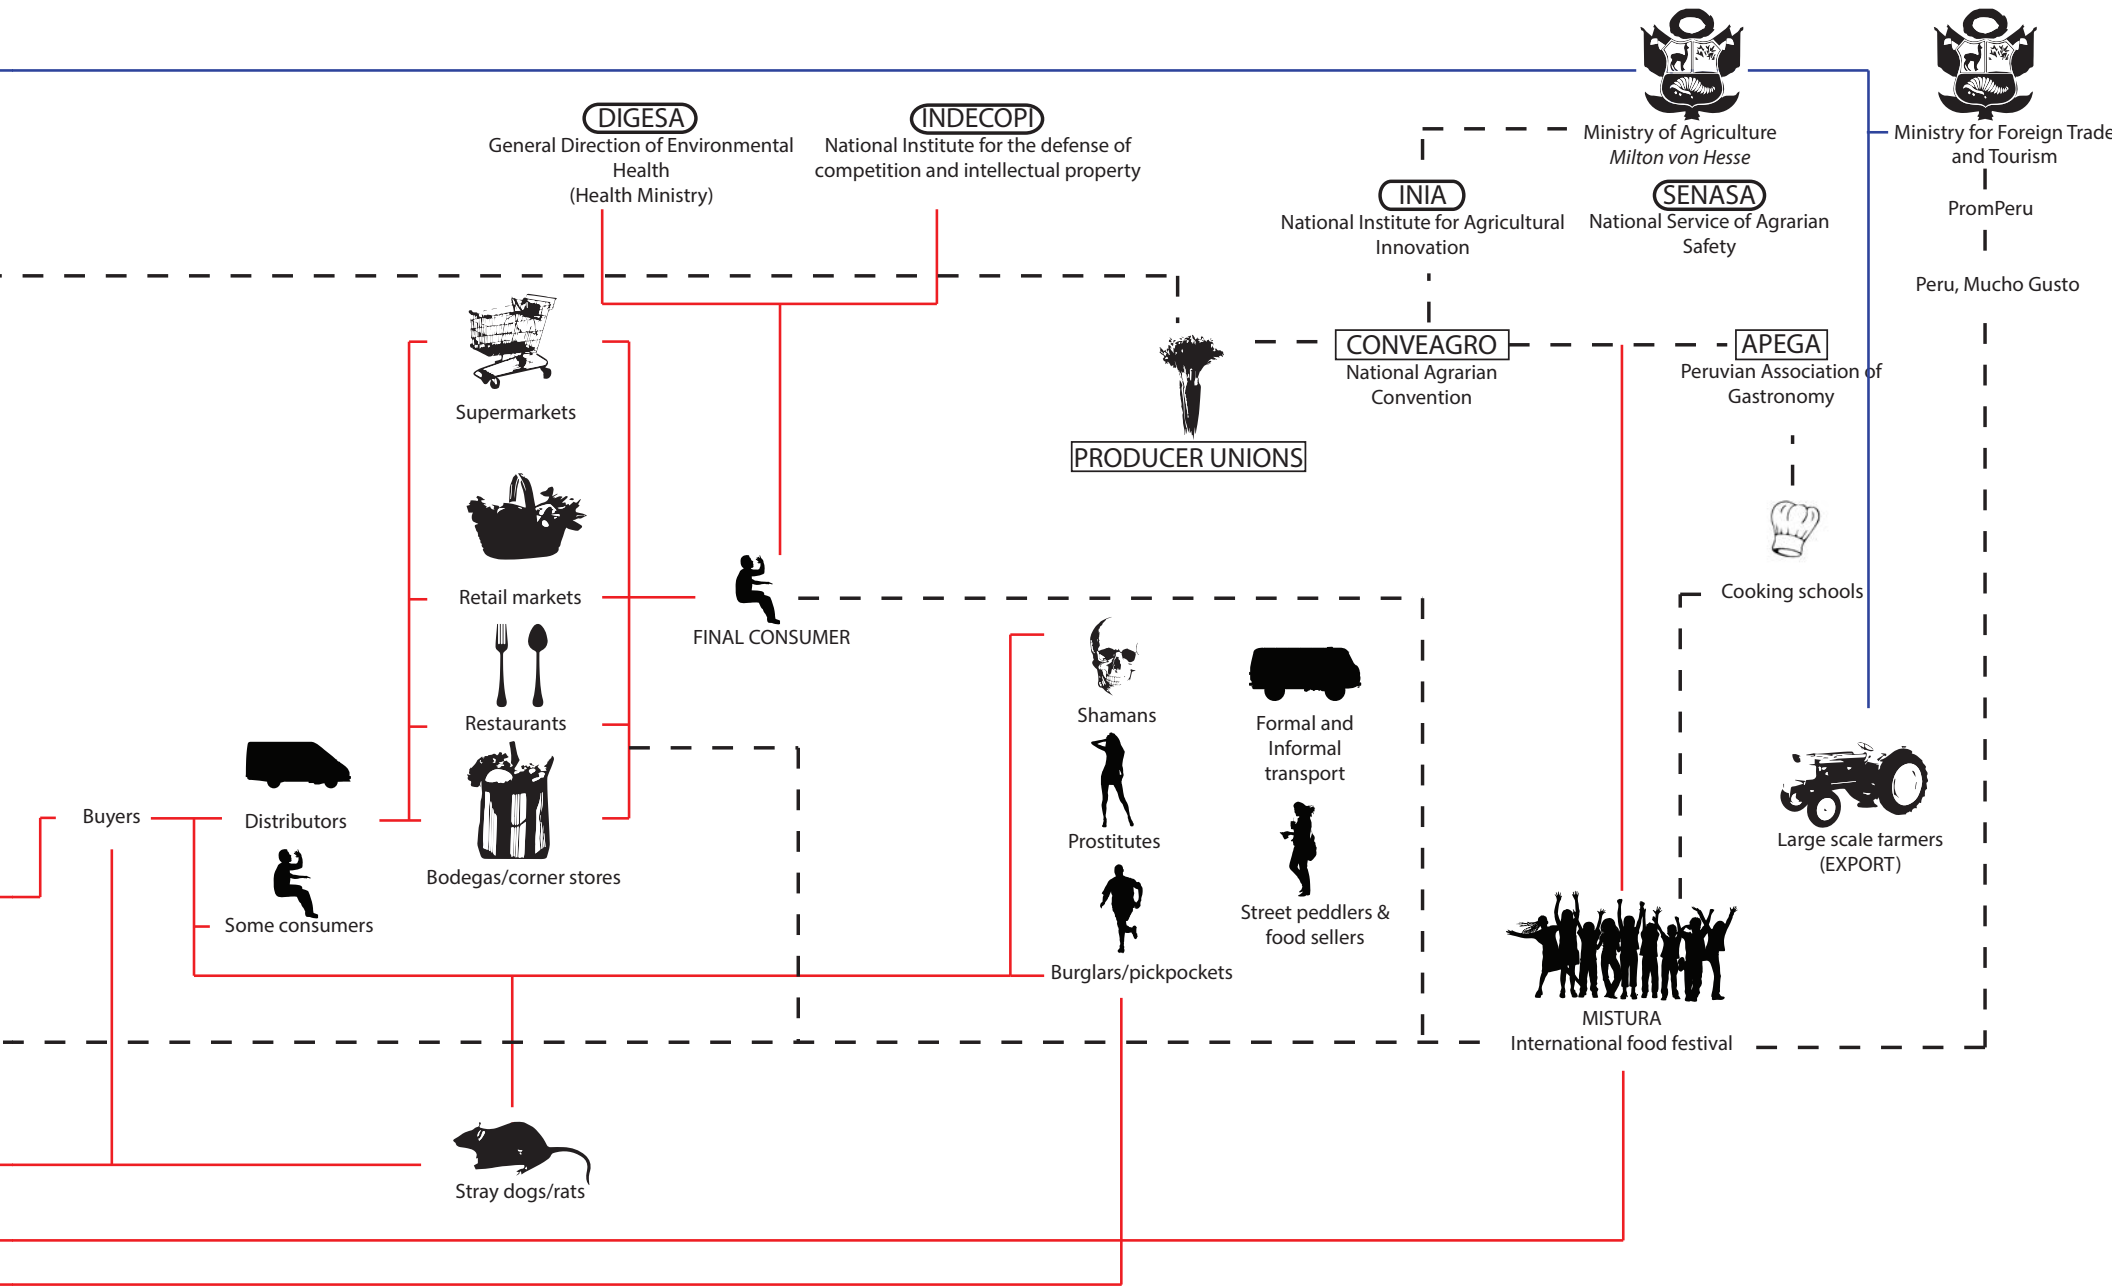 DIGESA
General Direction of Environmental
Health
(Health Ministry)
INDECOPI
National Institute for the defense of
competition and intellectual property
Ministry of Agriculture
Milton von Hesse
Ministry for Foreign Trade
and Tourism
INIA
National Institute for Agricultural
Innovation
SENASA
National Service of Agrarian
Safety
PromPeru
Peru, Mucho Gusto
CONVEAGRO
National Agrarian
Convention
APEGA
Peruvian Association of
Gastronomy
PRODUCER UNIONS
Supermarkets
Retail markets
Restaurants
Bodegas/corner stores
FINAL CONSUMER
Cooking schools
Shamans
Prostitutes
Burglars/pickpockets
Formal and
Informal
transport
Street peddlers &
food sellers
Buyers
Distributors
Some consumers
Large scale farmers
(EXPORT)
MISTURA
International food festival
Stray dogs/rats